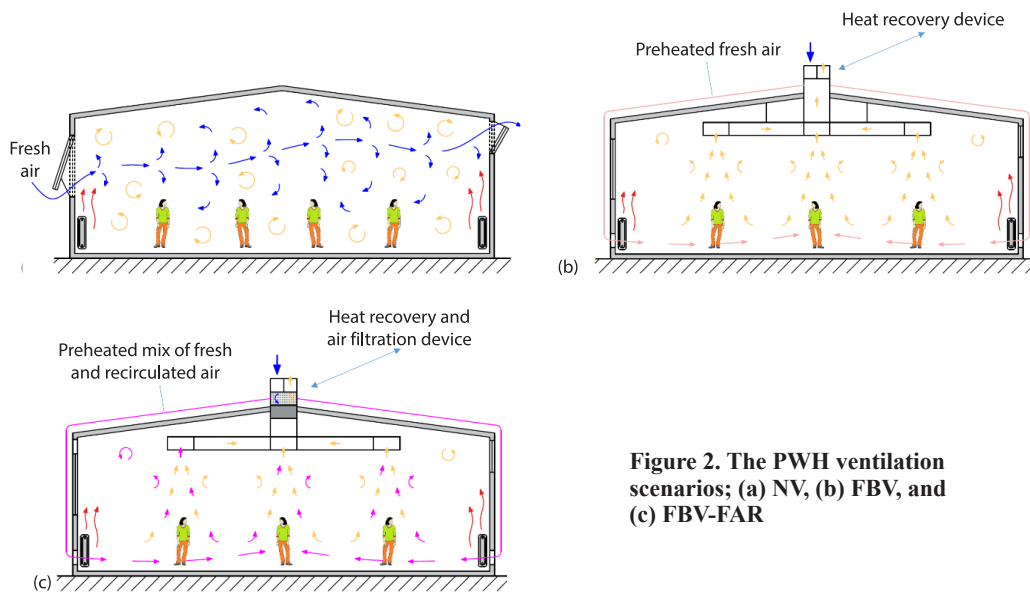 Fresh
air
(
Heat recovery device
Preheated fresh air
(b)
Heat recovery and
air filtration device
Preheated mix of fresh
and recirculated air
(c)
Figure 2. The PWH ventilation
scenarios; (a) NV, (b) FBV, and
(c) FBV-FAR